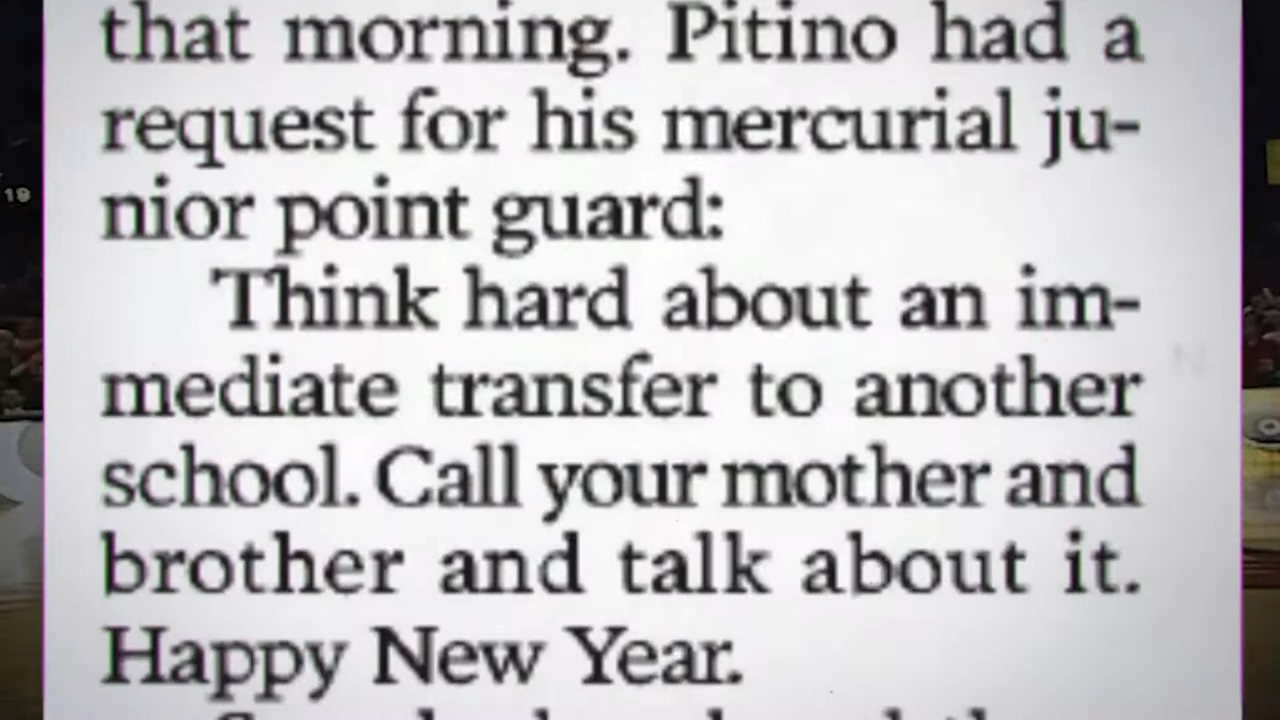 that morning. Pitino had a
request for his mercurial ju-
nior point guard:
Think hard about an im-
mediate transfer to another
school. Call your mother and
brother and talk about it.
Happy New Year.
19